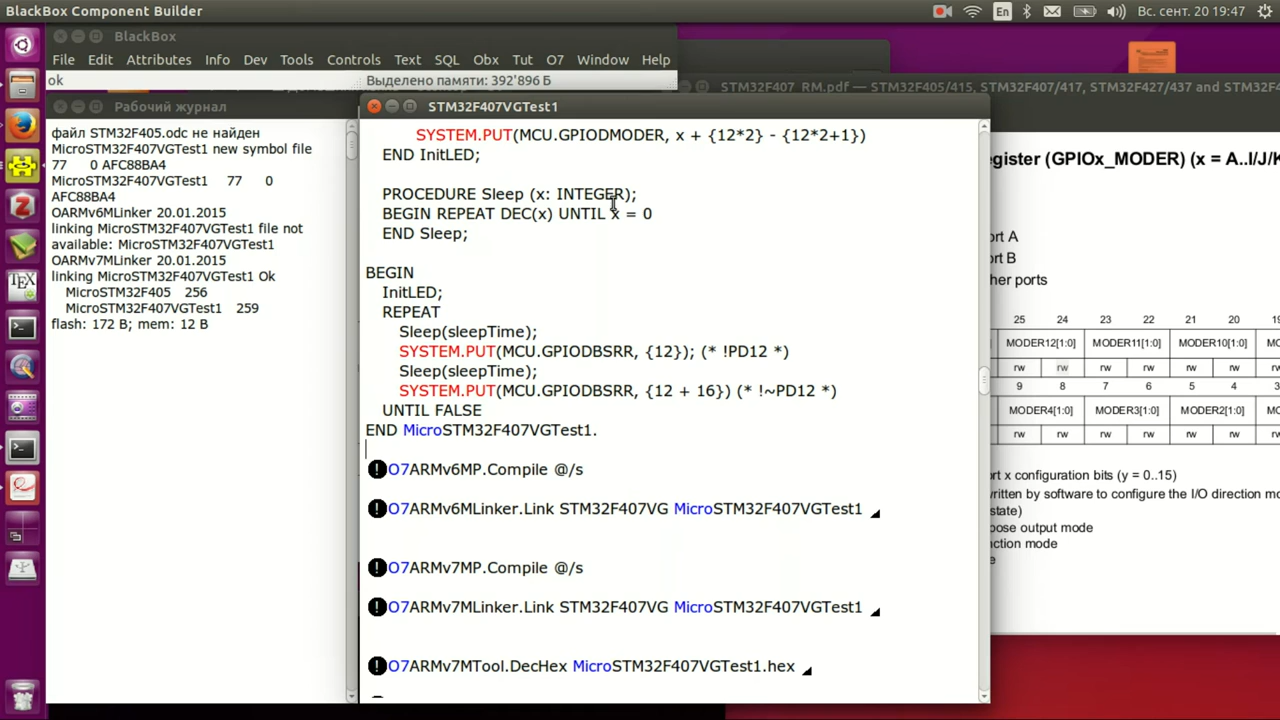 BlackBox Component Builder
En
Вс. сент. 20 19:47
BlackBox
File Edit Attributes Info Dev Tools Controls Text SQL Obx Tut O7 Window Help
ok
Выделено памяти: 392'896 Б
STM32F407_RM.pdf — STM32F405/415, STM32F407/417, STM32F427/437 and STM32F
Рабочий журнал
файл STM32F405.odc не найден
MicroSTM32F407VGTest1 new symbol file
77 0 AFC88BA4
MicroSTM32F407VGTest1 77 0
AFC88BA4
OARMv6MLinker 20.01.2015
linking MicroSTM32F407VGTest1 file not
available: MicroSTM32F407VGTest1
OARMv7MLinker 20.01.2015
linking MicroSTM32F407VGTest1 Ok
MicroSTM32F405 256
MicroSTM32F407VGTest1 259
flash: 172 B; mem: 12 B
STM32F407VGTest1
SYSTEM.PUT(MCU.GPIODMODER, x + {12*2} - {12*2+1})
END InitLED;
PROCEDURE Sleep (x: INTEGER);
BEGIN REPEAT DEC(x) UNTIL x = 0
END Sleep;
BEGIN
InitLED;
REPEAT
Sleep(sleepTime);
SYSTEM.PUT(MCU.GPIODBSRR, {12}); (* !PD12 *)
Sleep(sleepTime);
SYSTEM.PUT(MCU.GPIODBSRR, {12 + 16}) (* !~PD12 *)
UNTIL FALSE
END MicroSTM32F407VGTest1.
O7ARMv6MP.Compile @/s
O7ARMv6MLinker.Link STM32F407VG MicroSTM32F407VGTest1
O7ARMv7MP.Compile @/s
O7ARMv7MLinker.Link STM32F407VG MicroSTM32F407VGTest1
O7ARMv7MTool.DecHex MicroSTM32F407VGTest1.hex
egister (GPIOx_MODER) (x = A..I/J/K
ort A
ort B
her ports
25 24 23 22 21 20 19
MODER12[1:0] MODER11[1:0] MODER10[1:0]
rw rw rw rw rw rw rw
9 8 7 6 5 4 3
MODER4[1:0] MODER3[1:0] MODER2[1:0]
rw rw rw rw rw rw rw
ort x configuration bits (y = 0..15)
written by software to configure the I/O direction mo
state)
pose output mode
nction mode
e